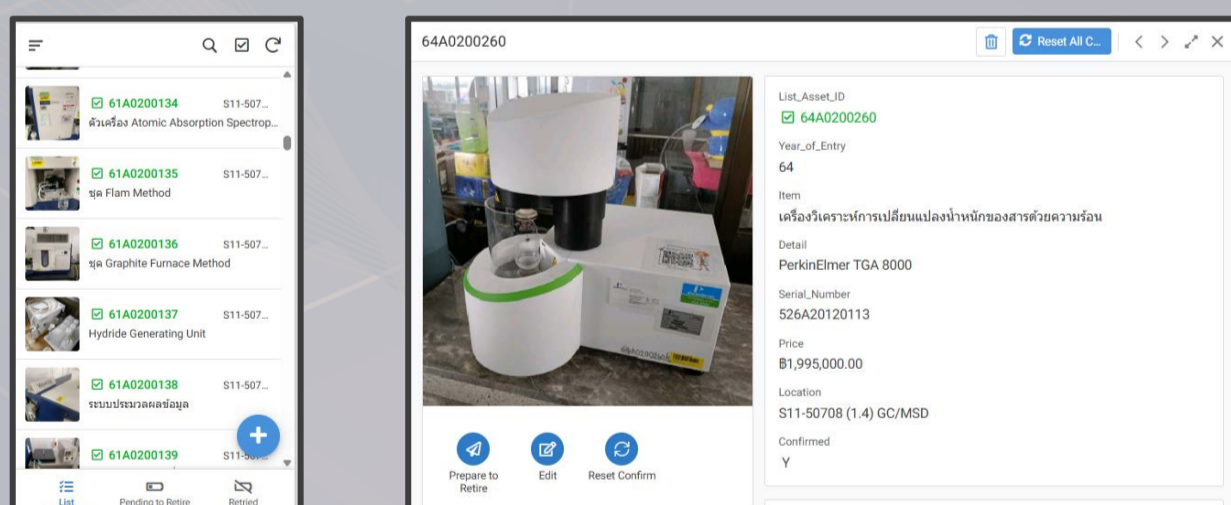 61A0200134 S11-507...
ตัวเครื่อง Atomic Absorption Spectrop...
61A0200135 S11-507...
ชุด Flam Method
61A0200136 S11-507...
ชุด Graphite Furnace Method
61A0200137 S11-507...
Hydride Generating Unit
61A0200138 S11-507...
ระบบประมวลผลข้อมูล
61A0200139
List Pending to Retire Retried
64A0200260 Reset All C...
List_Asset_ID
64A0200260
Year_of_Entry
64
Item
เครื่องวิเคราะห์การเปลี่ยนแปลงน้ำหนักของสารด้วยความร้อน
Detail
PerkinElmer TGA 8000
Serial_Number
526A20120113
Price
฿1,995,000.00
Location
S11-50708 (1.4) GC/MSD
Confirmed
Y
Prepare to Retire
Edit
Reset Confirm